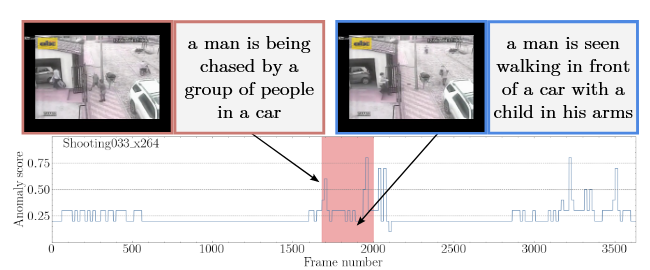 a man is being
chased by a
group of people
in a car
a man is seen
walking in front
of a car with a
child in his arms
Shooting033_x264
Anomaly score
0.75
0.50
0.25
0 500 1000 1500 2000 2500 3000 3500
Frame number